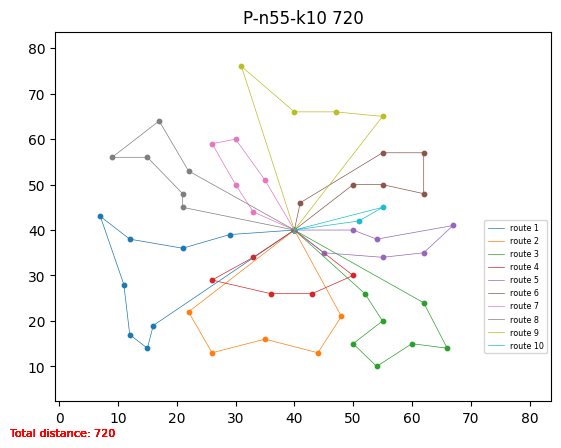 P-n55-k10 720
80
70
60
50
40
30
20
10
0 10 20 30 40 50 60 70 80
route 1
route 2
route 3
route 4
route 5
route 6
route 7
route 8
route 9
route 10
Total distance: 720